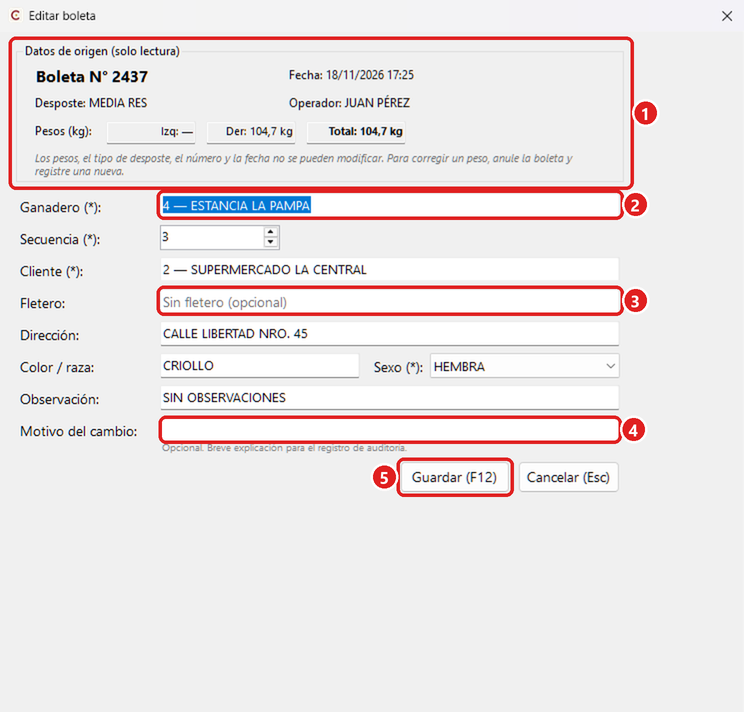 Editar boleta
Datos de origen (solo lectura)
Boleta N° 2437
Fecha: 18/11/2026 17:25
Desposte: MEDIA RES
Operador: JUAN PÉREZ
Pesos (kg):
Izq: —
Der: 104,7 kg
Total: 104,7 kg
Los pesos, el tipo de desposte, el número y la fecha no se pueden modificar. Para corregir un peso, anule la boleta y
registre una nueva.
1
Ganadero (*):
4 — ESTANCIA LA PAMPA
2
Secuencia (*):
3
Cliente (*):
2 — SUPERMERCADO LA CENTRAL
Fletero:
Sin fletero (opcional)
3
Dirección:
CALLE LIBERTAD NRO. 45
Color / raza:
CRIOLLO
Sexo (*):
HEMBRA
Observación:
SIN OBSERVACIONES
Motivo del cambio:
4
Opcional. Breve explicación para el registro de auditoría.
5
Guardar (F12)
Cancelar (Esc)